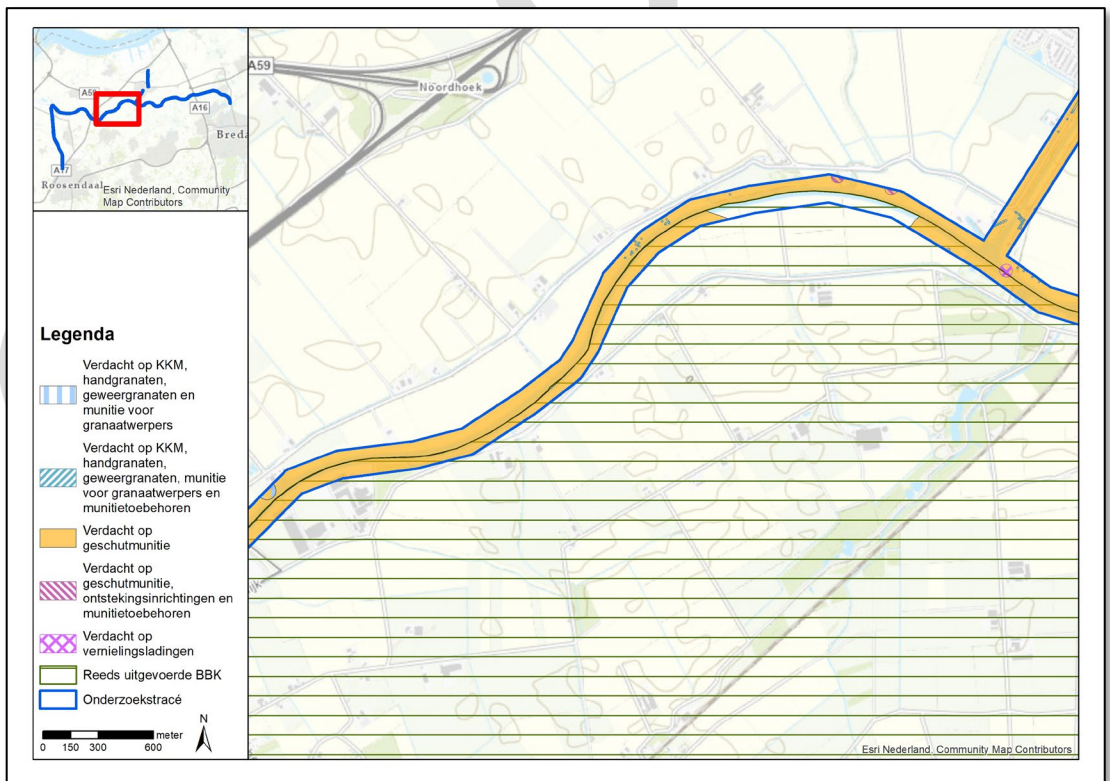 A59
A16
Breda
A17
Roosendaal
Esri Nederland, Community
Map Contributors
A59
Noordhoek
Legenda
Verdacht op KKM,
handgranaten,
geweergranaten en
munitie voor
granaatwerpers
Verdacht op KKM,
handgranaten,
geweergranaten, munitie
voor granaatwerpers en
munitietoebehoren
Verdacht op
geschutmunitie
Verdacht op
geschutmunitie,
ontstekingsinrichtingen en
munitietoebehoren
Verdacht op
vernielingsladingen
Reeds uitgevoerde BBK
Onderzoekstracé
N
meter
0 150 300 600
Esri Nederland, Community Map Contributors